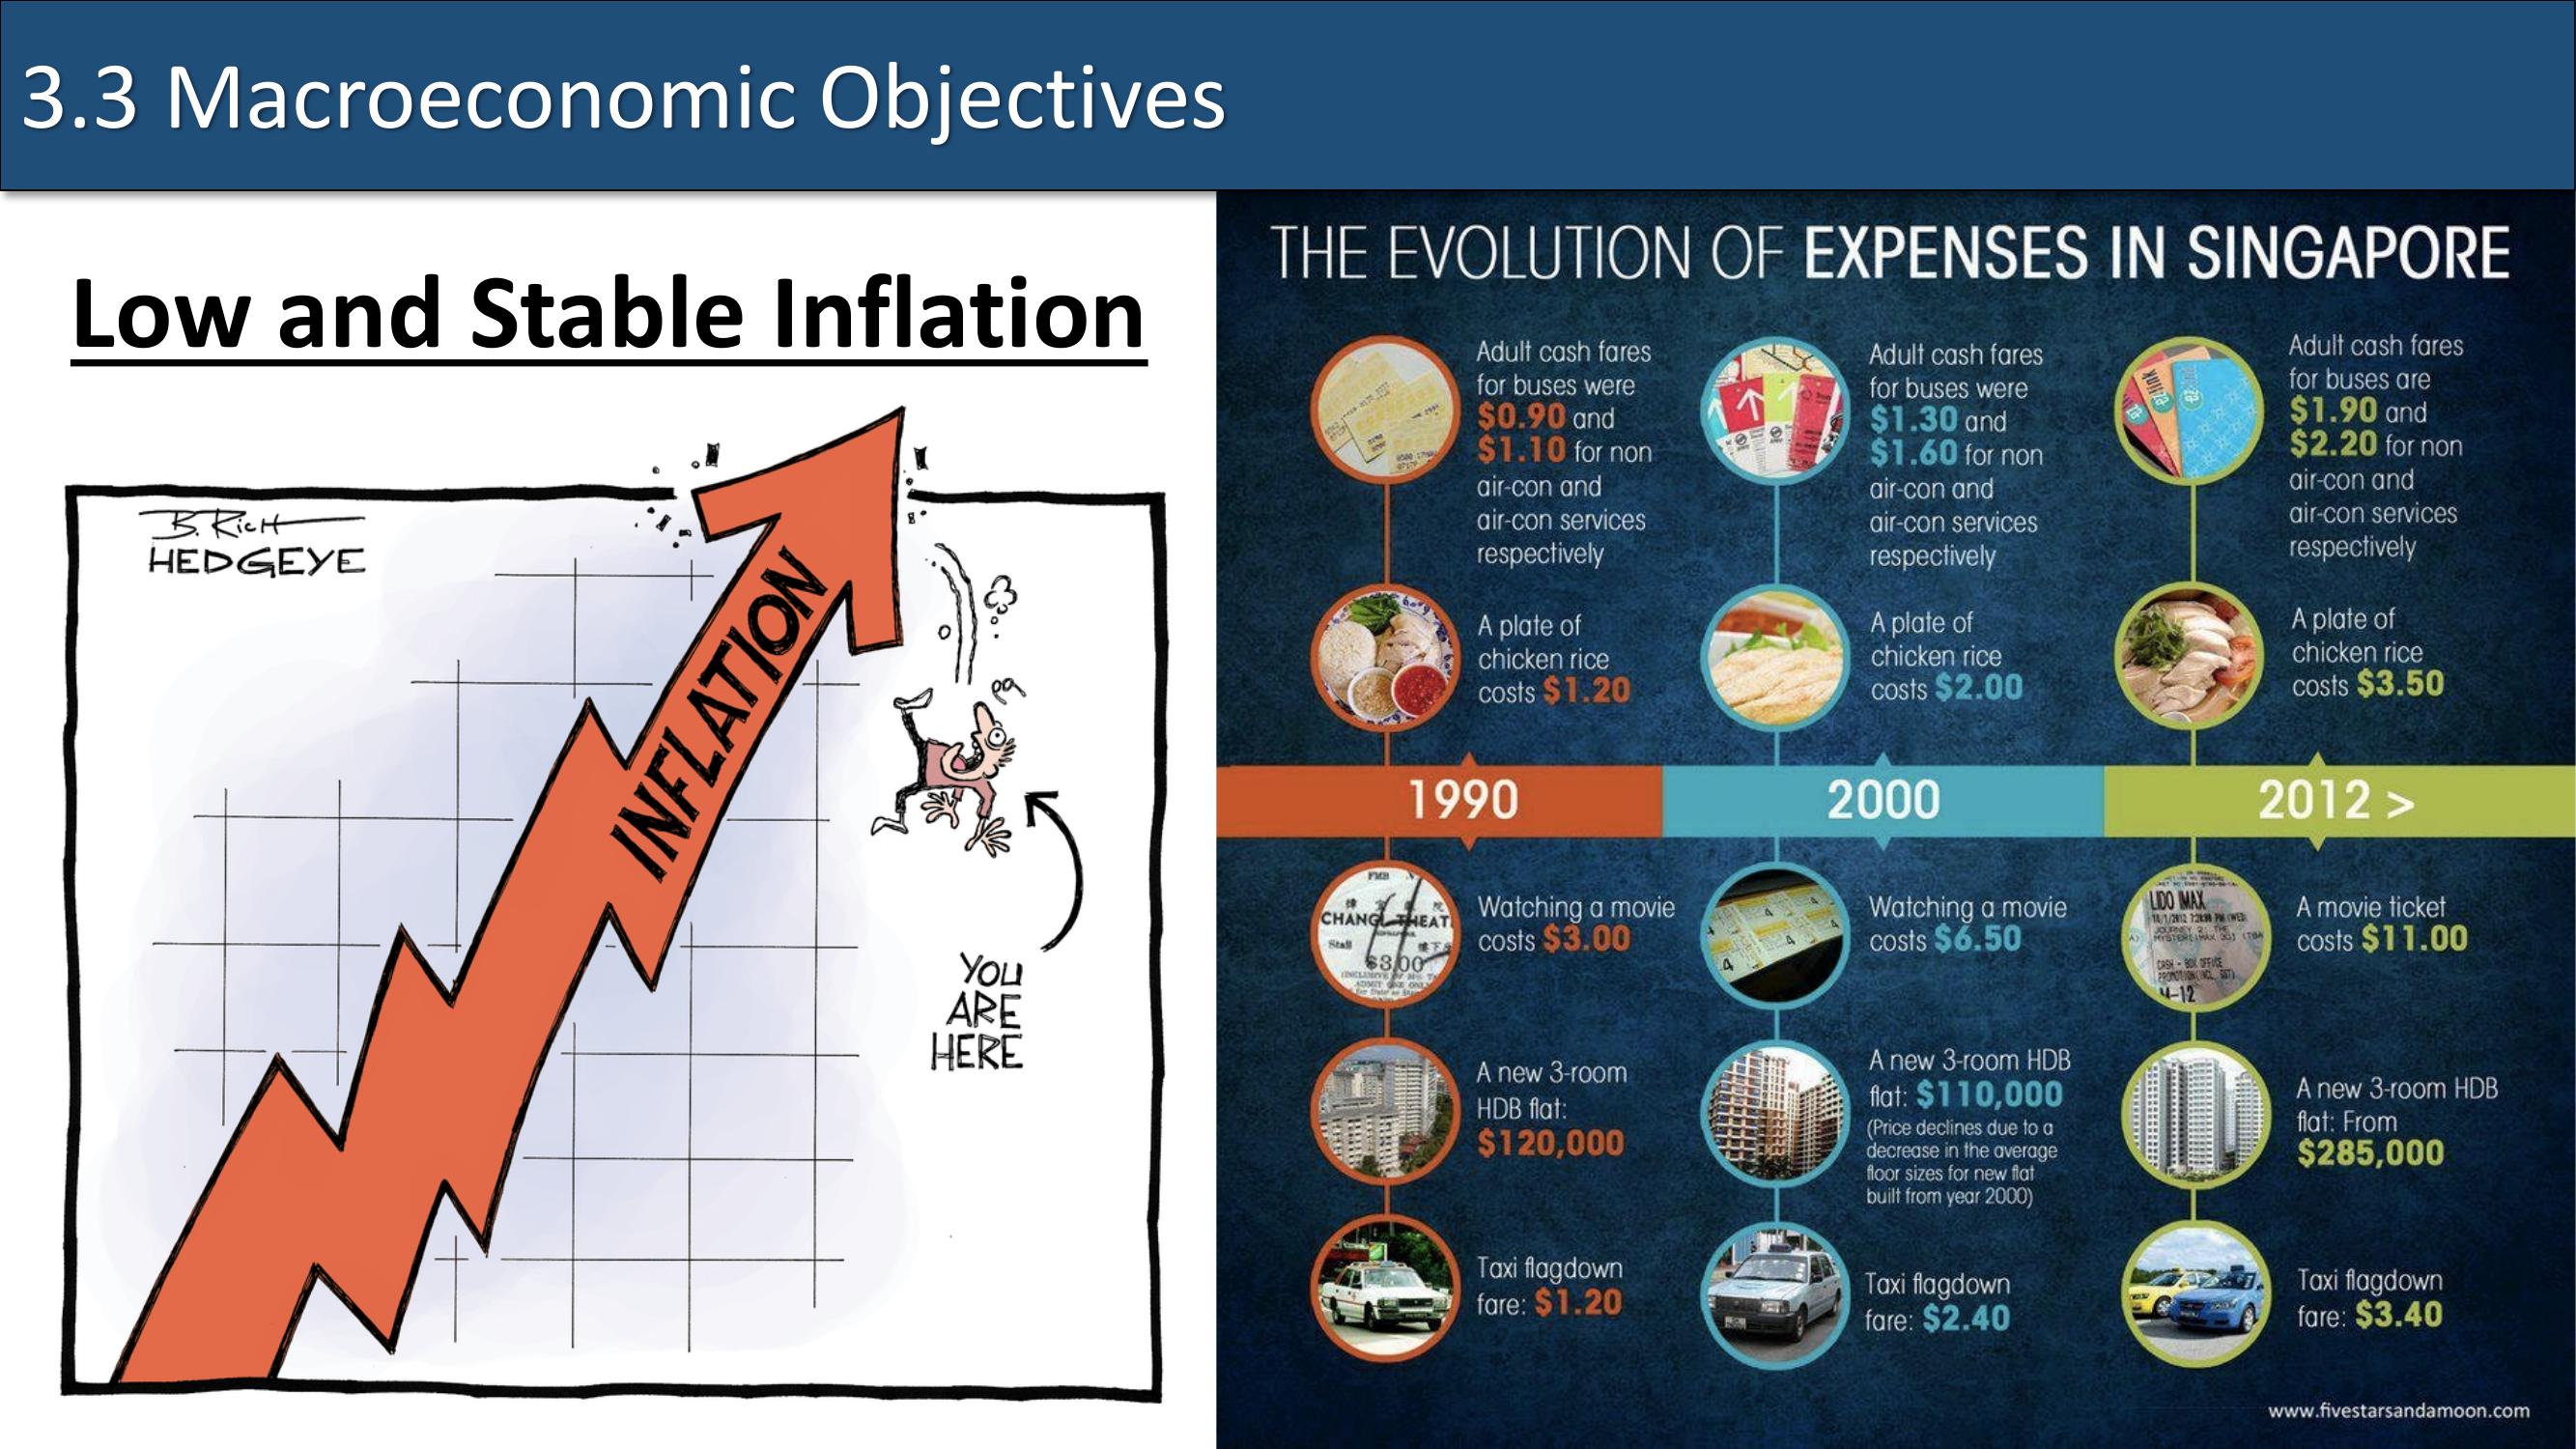 3.3 Macroeconomic Objectives
Low and Stable Inflation
B. Rich
HEDGEYE
INFLATION
YOU
ARE
HERE
THE EVOLUTION OF EXPENSES IN SINGAPORE
Adult cash fares
for buses were
$0.90 and
$1.10 for non
air-con and
air-con services
respectively
A plate of
chicken rice
costs $1.20
Adult cash fares
for buses were
$1.30 and
$1.60 for non
air-con and
air-con services
respectively
A plate of
chicken rice
costs $2.00
Adult cash fares
for buses are
$1.90 and
$2.20 for non
air-con and
air-con services
respectively
A plate of
chicken rice
costs $3.50
1990
2000
2012 >
CHANGI THEAT
$3.00
Watching a movie
costs $3.00
A new 3-room
HDB flat:
$120,000
Taxi flagdown
fare: $1.20
Watching a movie
costs $6.50
A new 3-room HDB
flat: $110,000
(Price declines due to a
decrease in the average
floor sizes for new flat
built from year 2000)
Taxi flagdown
fare: $2.40
LIDO IMAX
M-12
A movie ticket
costs $11.00
A new 3-room HDB
flat: From
$285,000
Taxi flagdown
fare: $3.40
www.fivestarsandamoon.com